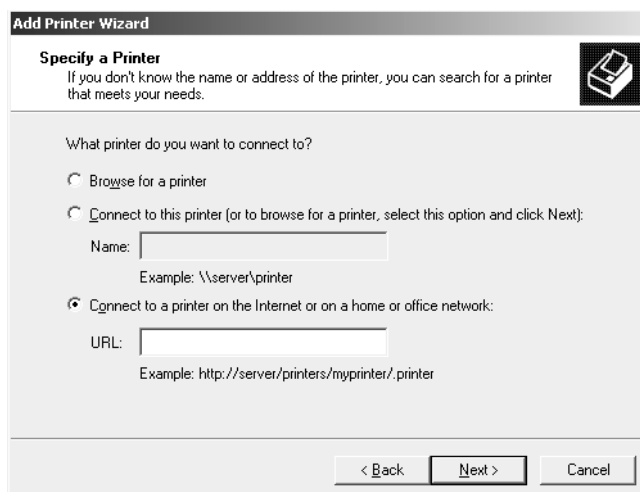 Add Printer Wizard
Specify a Printer
If you don't know the name or address of the printer, you can search for a printer
that meets your needs.
What printer do you want to connect to?
Browse for a printer
Connect to this printer (or to browse for a printer, select this option and click Next):
Name:
Example: \\server\printer
Connect to a printer on the Internet or on a home or office network:
URL:
Example: http://server/printers/myprinter/.printer
< Back Next > Cancel